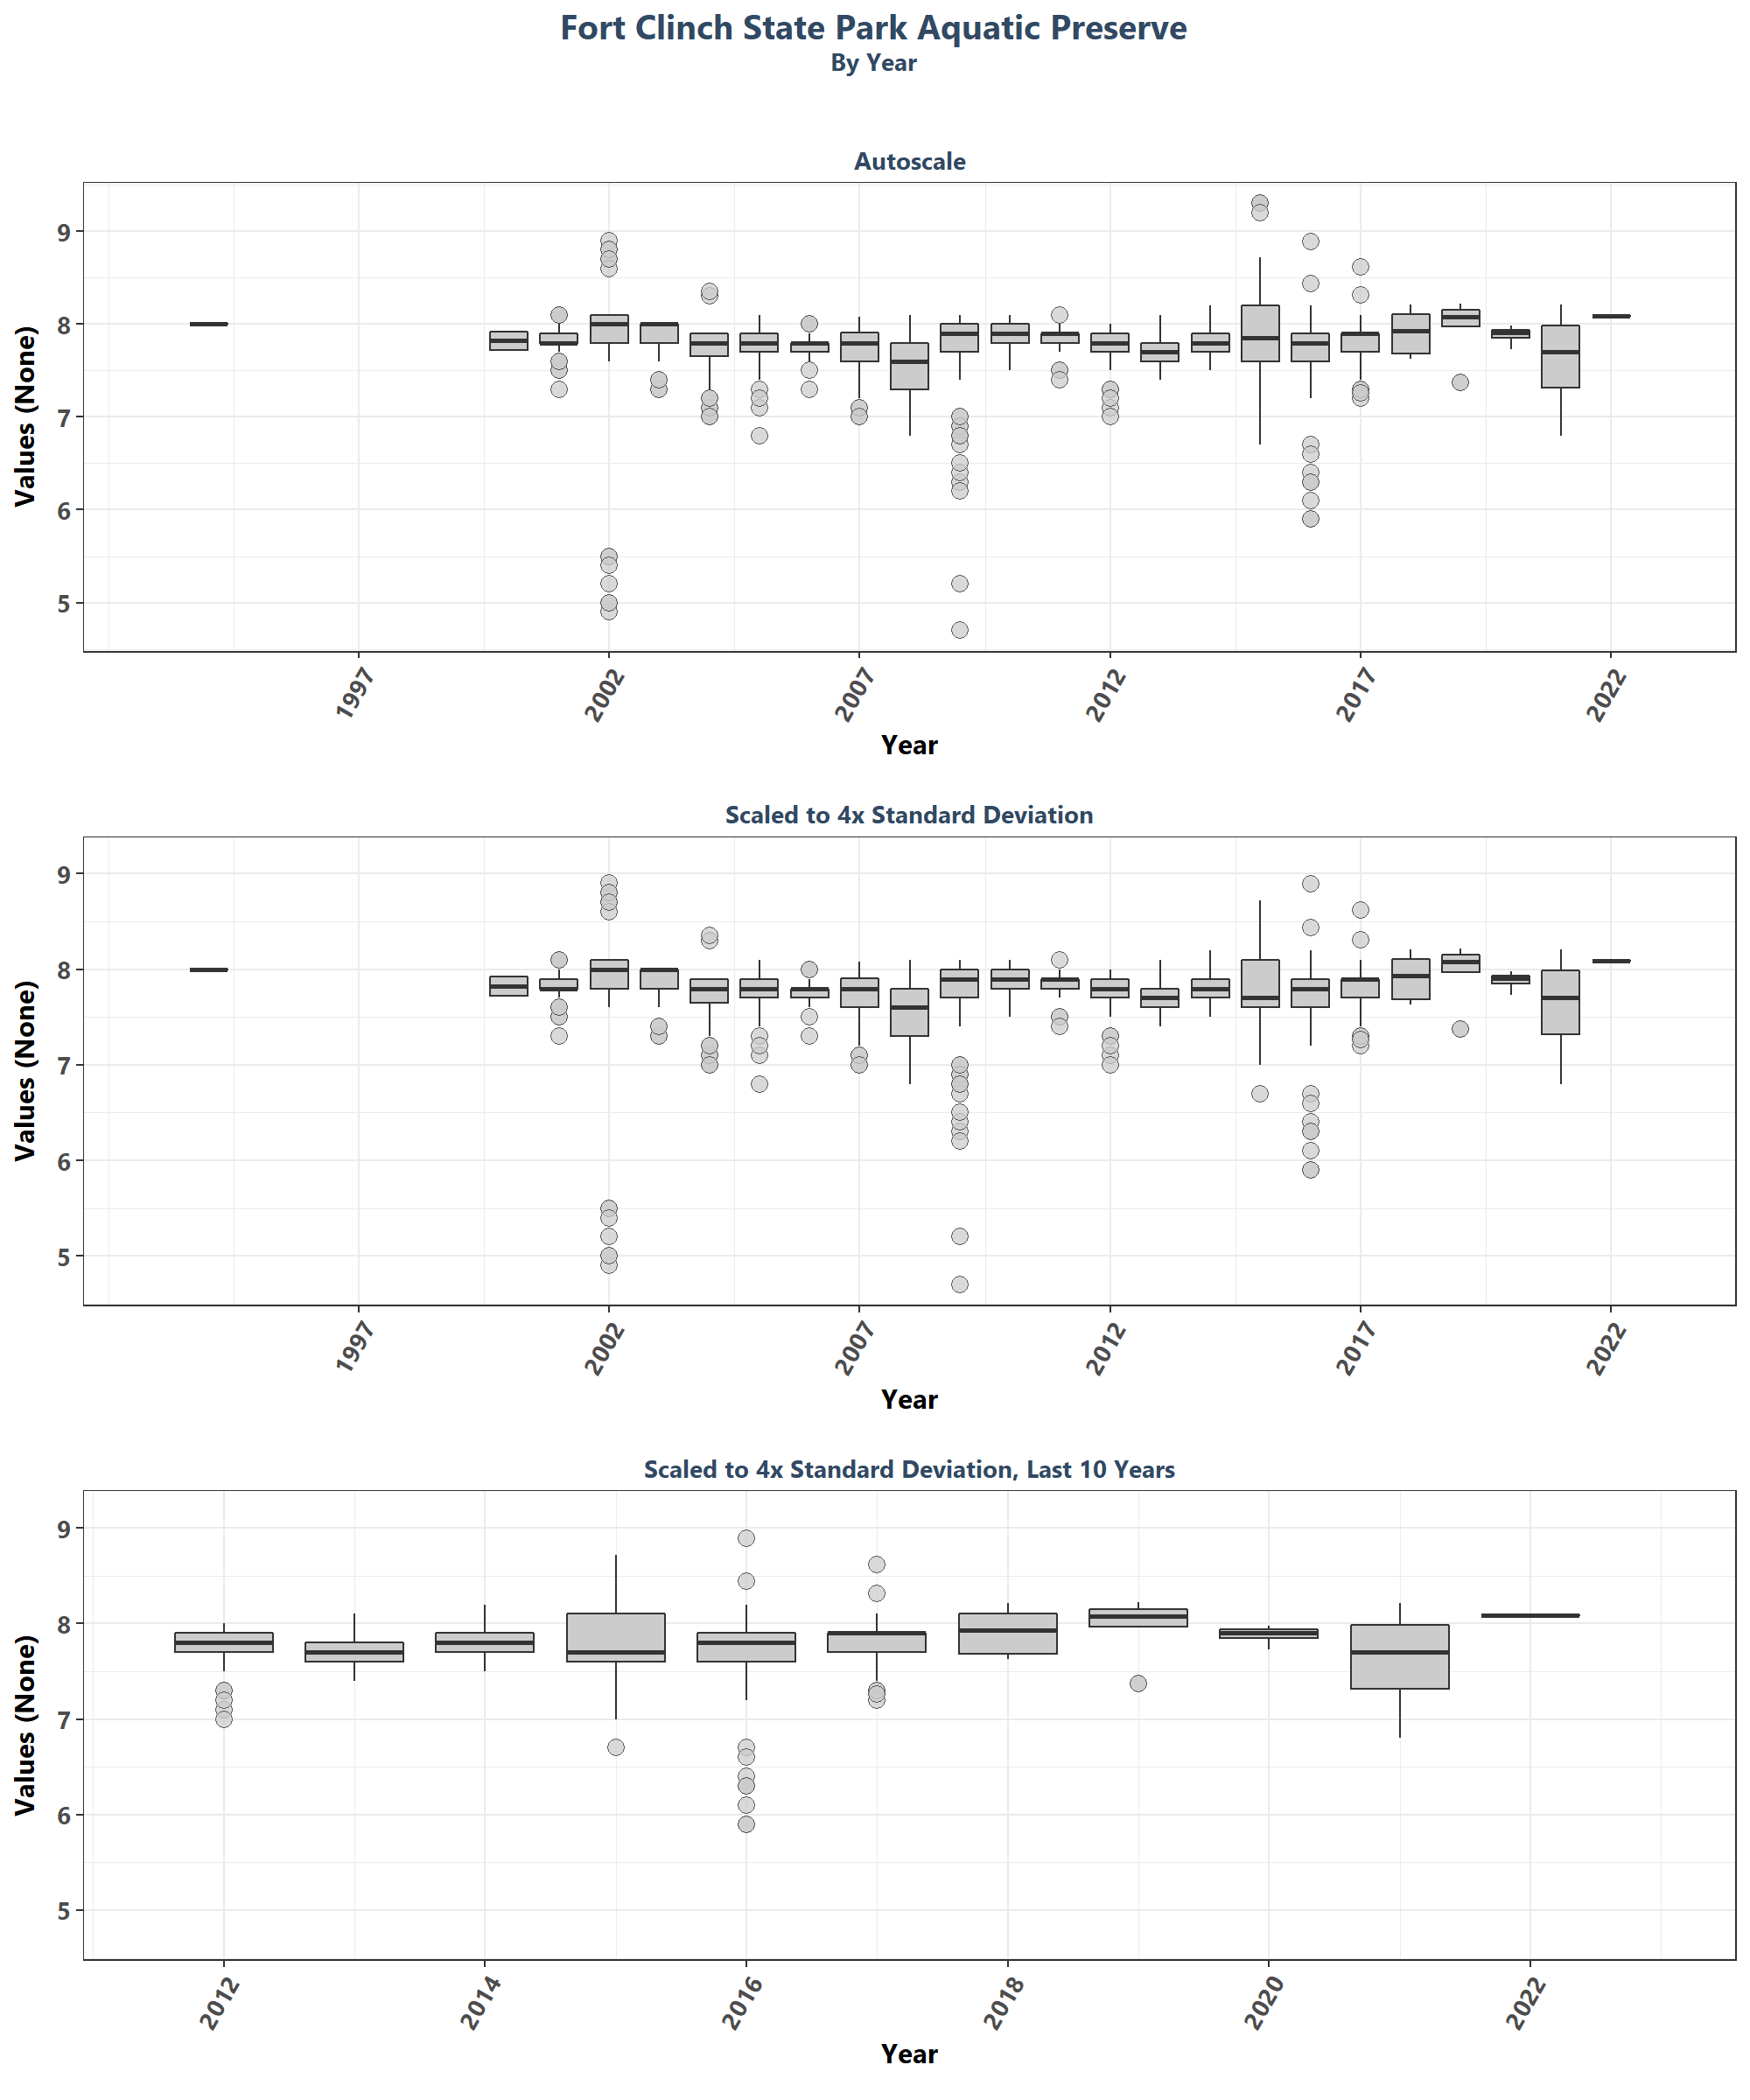 Fort Clinch State Park Aquatic Preserve
By Year
Autoscale
Values (None)
9
8
7
6
5
1997 2002 2007 2012 2017 2022
Year
Scaled to 4x Standard Deviation
Values (None)
9
8
7
6
5
1997 2002 2007 2012 2017 2022
Year
Scaled to 4x Standard Deviation, Last 10 Years
Values (None)
9
8
7
6
5
2012 2014 2016 2018 2020 2022
Year